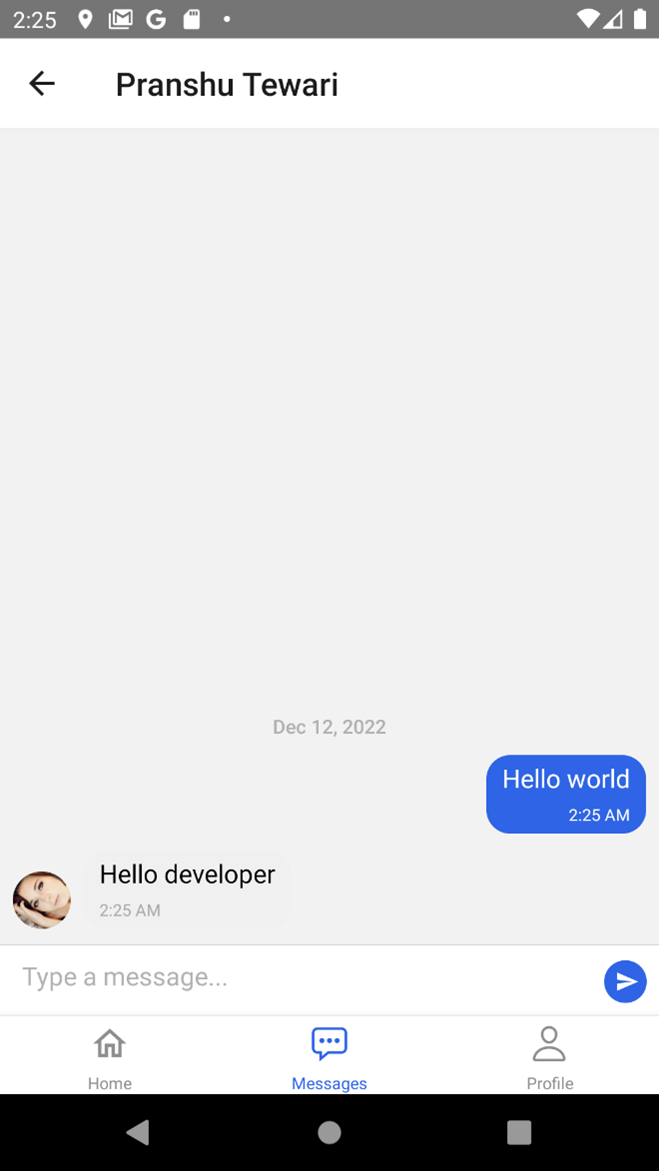 2:25
Pranshu Tewari
Dec 12, 2022
Hello world
2:25 AM
Hello developer
2:25 AM
Type a message...
Home
Messages
Profile